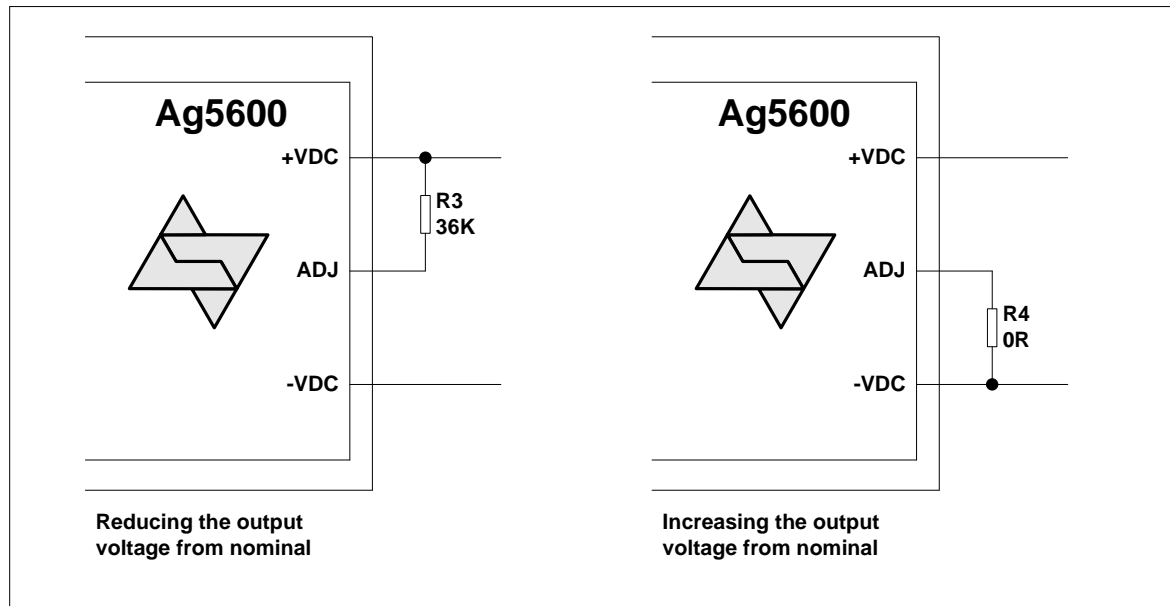 Ag5600
+VDC
R3
36K
ADJ
-VDC
Reducing the output
voltage from nominal
Ag5600
+VDC
ADJ
R4
0R
-VDC
Increasing the output
voltage from nominal